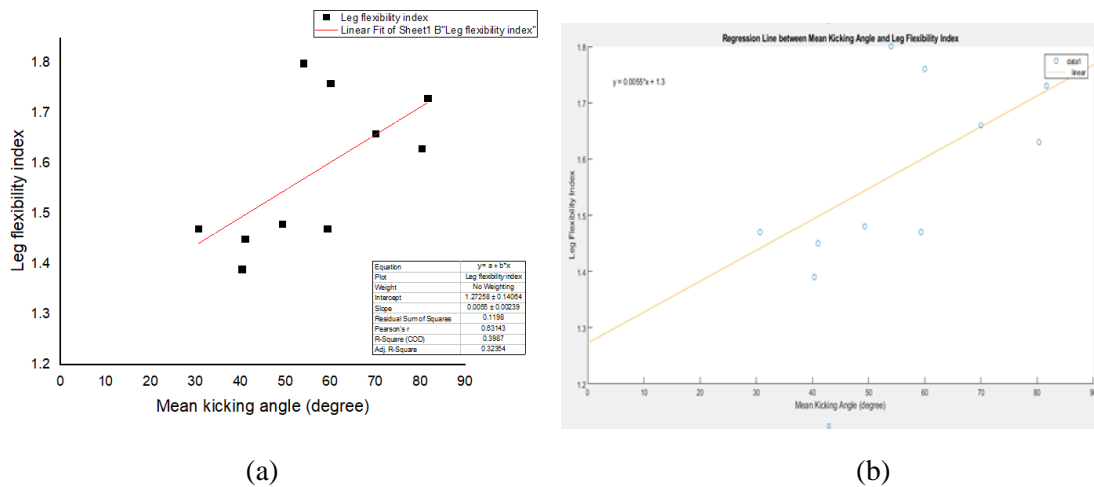 Leg flexibility index
Linear Fit of Sheet1 B"Leg flexibility index"
1.8
1.7
1.6
1.5
1.4
1.3
1.2
Leg flexibility index
0 10 20 30 40 50 60 70 80 90
Mean kicking angle (degree)
Equation y = a + b*x
Plot Leg flexibility index
Weight No Weighting
Intercept 1.27258 ± 0.14064
Slope 0.0055 ± 0.00239
Residual Sum of Squares 0.1198
Pearson's r 0.63143
R-Square (COD) 0.3987
Adj. R-Square 0.32354
(a)
Regression Line between Mean Kicking Angle and Leg Flexibility Index
data1
linear
y = 0.0055*x + 1.3
1.8
1.7
1.6
1.5
1.4
1.3
1.2
Leg Flexibility Index
0 10 20 30 40 50 60 70 80 90
Mean Kicking Angle (degree)
(b)